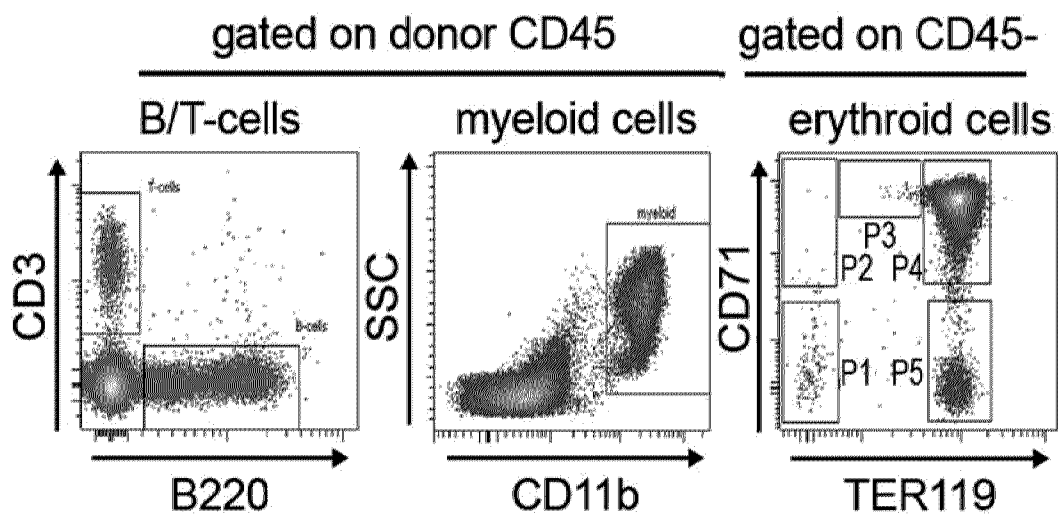 gated on donor CD45
gated on CD45-
B/T-cells
myeloid cells
erythroid cells
CD3
T-cells
b-cells
B220
SSC
myeloid
CD11b
CD71
P3
P2
P4
P1
P5
TER119